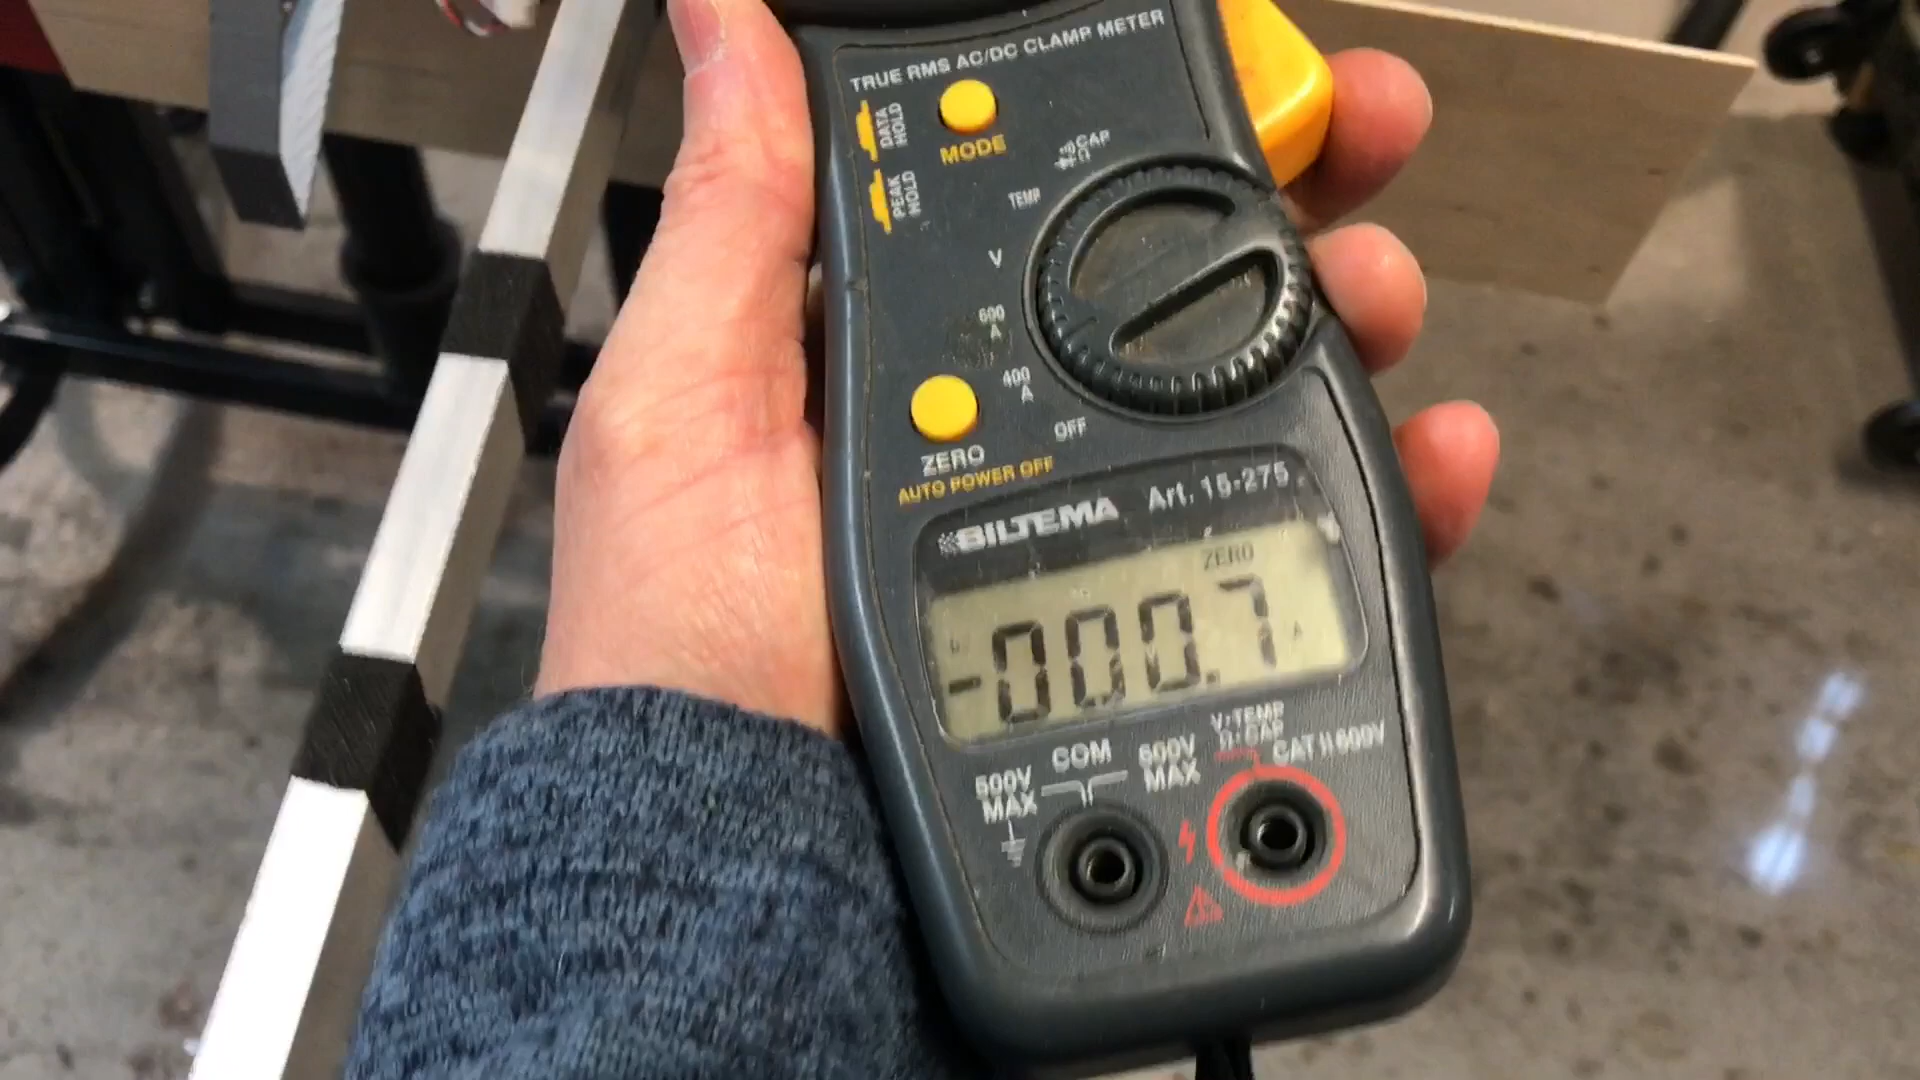 TRUE RMS AC/DC CLAMP METER
DATA
HOLD
MODE
PEAK
HOLD
CAP
Ω
TEMP
V
600
A
400
A
OFF
ZERO
AUTO POWER OFF
BILTEMA Art. 15-275
ZERO
-000.7
A
500V
MAX
COM
500V
MAX
V·TEMP
Ω·CAP
CAT II 600V